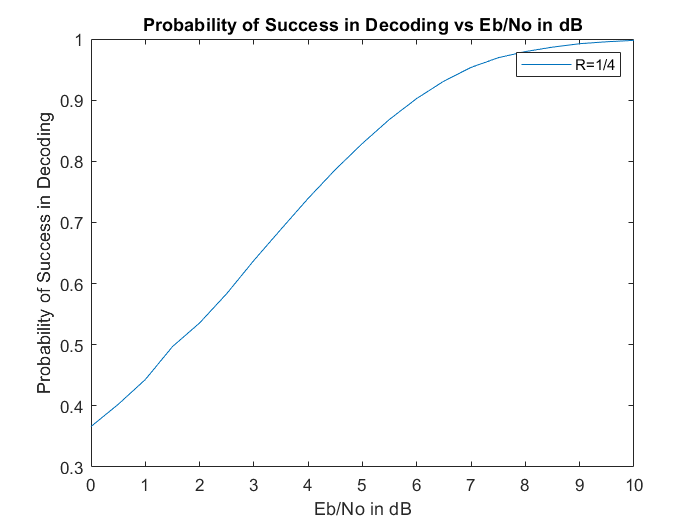 Probability of Success in Decoding vs Eb/No in dB
1
R=1/4
0.9
0.8
0.7
0.6
0.5
0.4
0.3
Probability of Success in Decoding
0 1 2 3 4 5 6 7 8 9 10
Eb/No in dB